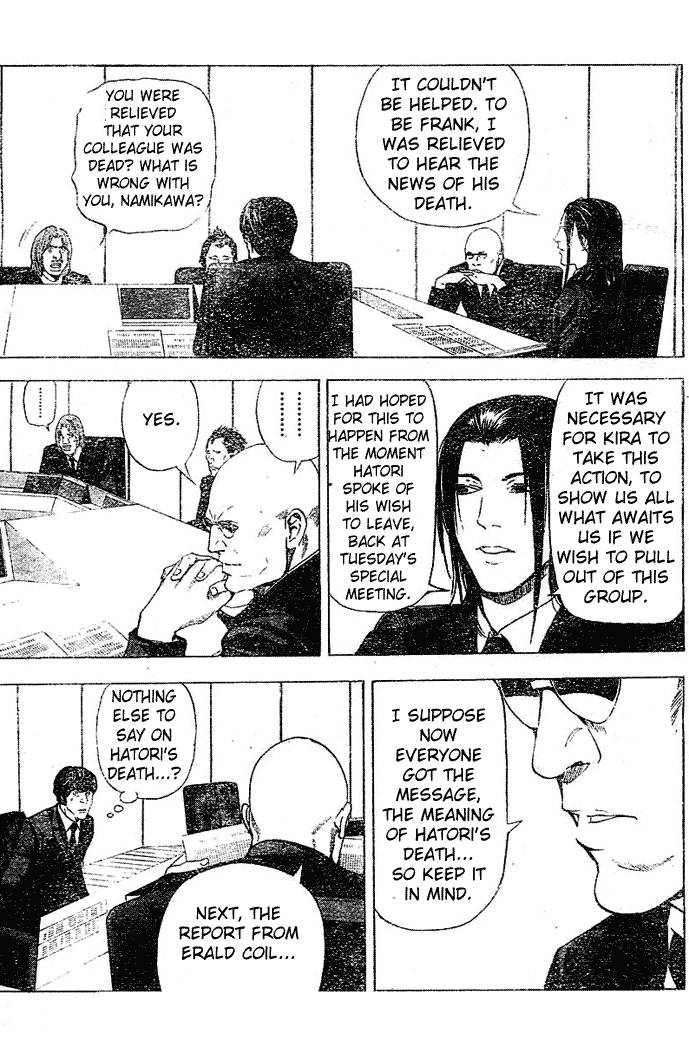 IT COULDN'T
BE HELPED. TO
BE FRANK, I
WAS RELIEVED
TO HEAR THE
NEWS OF HIS
DEATH.
YOU WERE
RELIEVED
THAT YOUR
COLLEAGUE WAS
DEAD? WHAT IS
WRONG WITH
YOU, NAMIKAWA?
IT WAS
NECESSARY
FOR KIRA TO
TAKE THIS
ACTION, TO
SHOW US ALL
WHAT AWAITS
US IF WE
WISH TO PULL
OUT OF THIS
GROUP.
I HAD HOPED
FOR THIS TO
HAPPEN FROM
THE MOMENT
HATORI
SPOKE OF
HIS WISH
TO LEAVE,
BACK AT
TUESDAY'S
SPECIAL
MEETING.
......
YES.
......
I SUPPOSE
NOW
EVERYONE
GOT THE
MESSAGE,
THE MEANING
OF HATORI'S
DEATH...
SO KEEP IT
IN MIND.
NOTHING
ELSE TO
SAY ON
HATORI'S
DEATH...?
NEXT, THE
REPORT FROM
ERALD COIL...